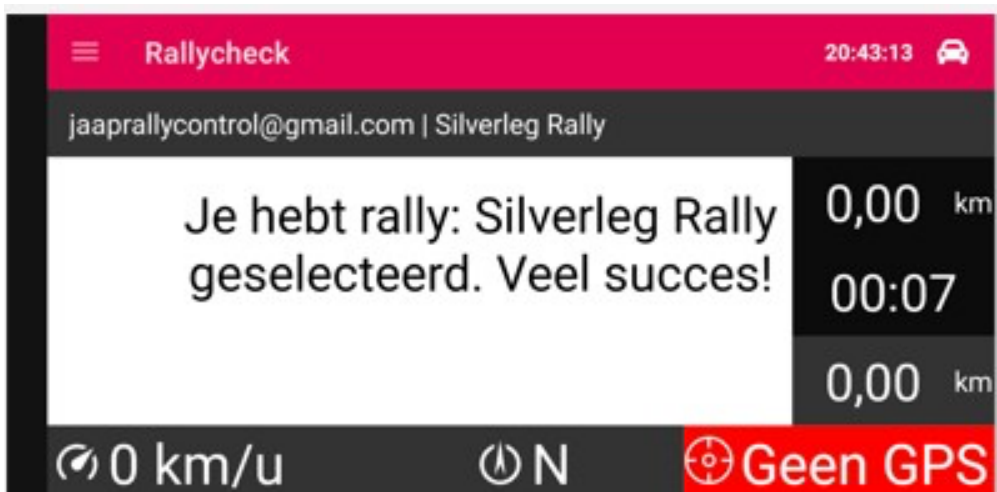 Rallycheck
20:43:13
jaaprallycontrol@gmail.com | Silverleg Rally
Je hebt rally: Silverleg Rally
geselecteerd. Veel succes!
0,00 km
00:07
0,00 km
0 km/u
N
Geen GPS